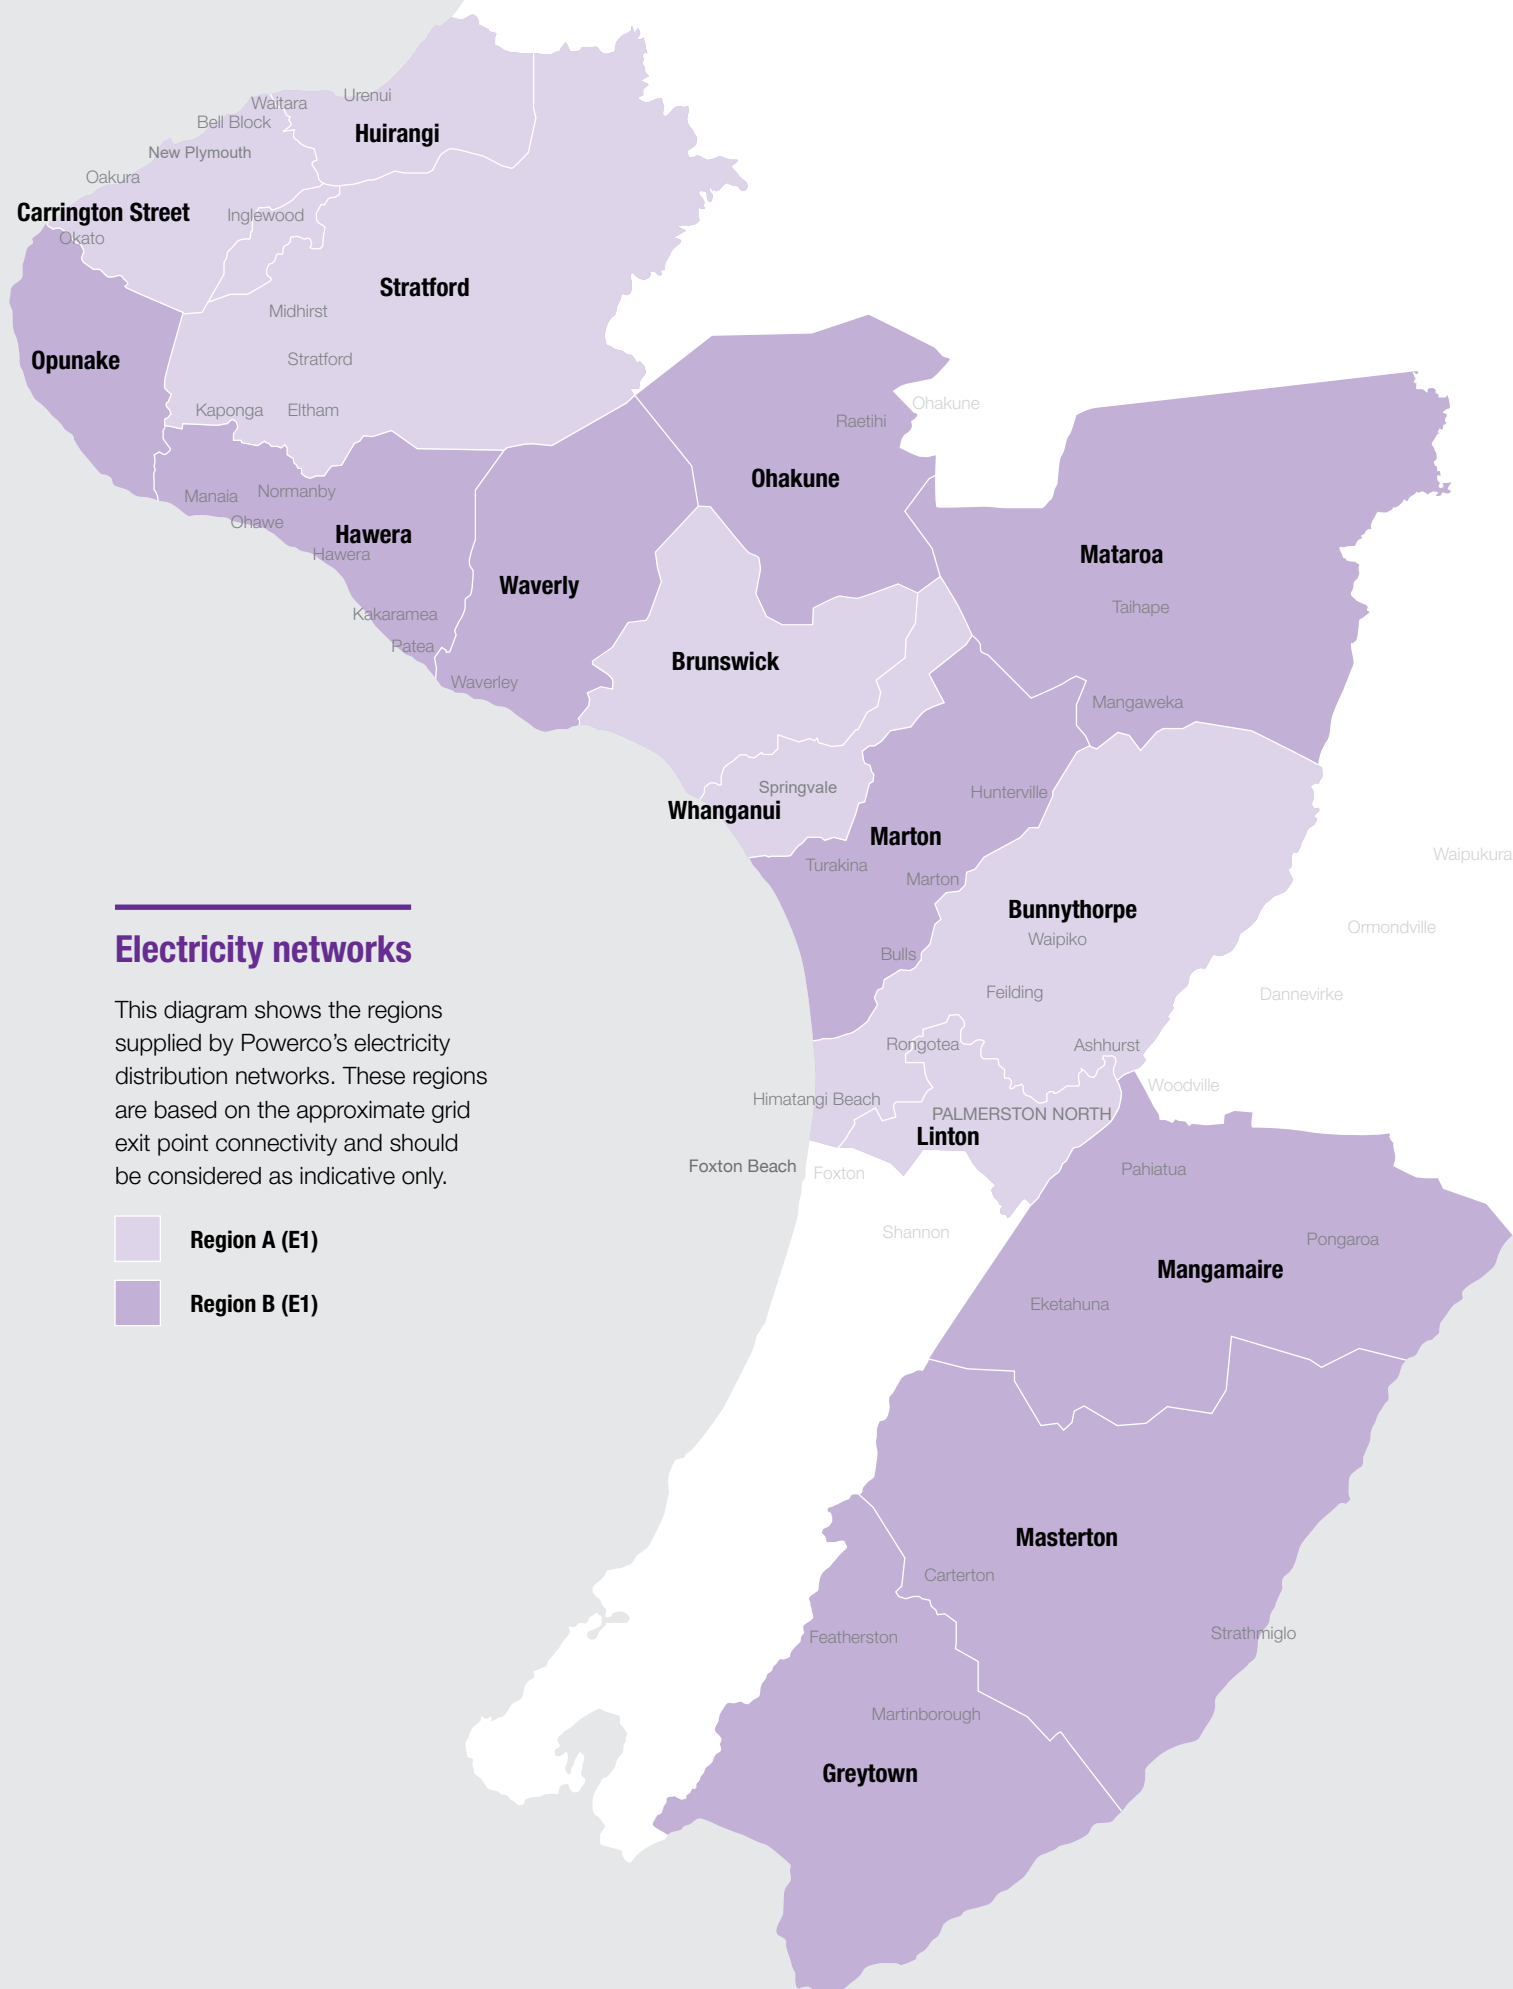 Urenui
Waitara
Bell Block
Huirangi
New Plymouth
Oakura
Carrington Street
Inglewood
Okato
Stratford
Midhirst
Opunake
Stratford
Kaponga
Eltham
Ohakune
Raetihi
Ohakune
Manaia
Normanby
Ohawe
Hawera
Hawera
Mataroa
Waverly
Taihape
Kakaramea
Patea
Brunswick
Waverley
Mangaweka
Springvale
Hunterville
Whanganui
Marton
Waipukura
Turakina
Marton
Bunnythorpe
Ormondville
Waipiko
Bulls
Feilding
Dannevirke
Rongotea
Ashhurst
Woodville
Himatangi Beach
PALMERSTON NORTH
Linton
Foxton Beach
Foxton
Pahiatua
Shannon
Pongaroa
Mangamaire
Eketahuna
Masterton
Carterton
Strathmiglo
Featherston
Martinborough
Greytown
Electricity networks
This diagram shows the regions
supplied by Powerco’s electricity
distribution networks. These regions
are based on the approximate grid
exit point connectivity and should
be considered as indicative only.
Region A (E1)
Region B (E1)